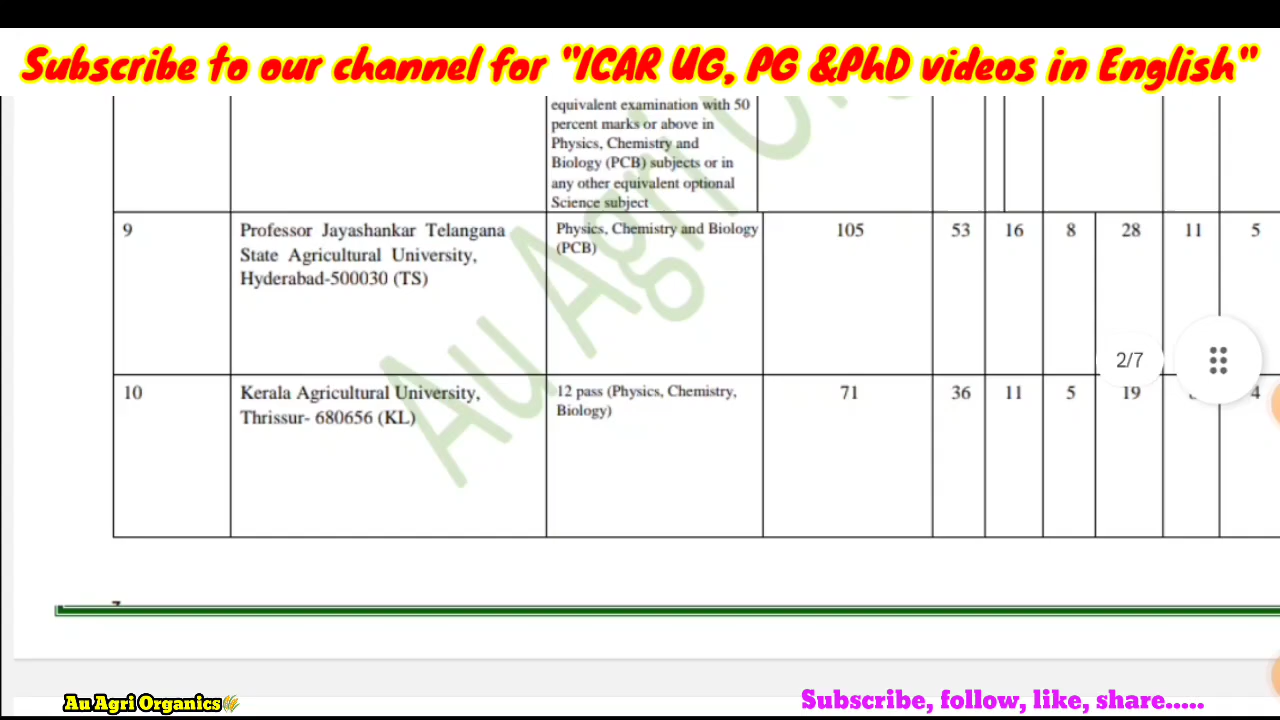 Subscribe to our channel for "ICAR UG, PG &PhD videos in English"
equivalent examination with 50
percent marks or above in
Physics, Chemistry and
Biology (PCB) subjects or in
any other equivalent optional
Science subject
9 Professor Jayashankar Telangana Physics, Chemistry and Biology 105 53 16 8 28 11 5
State Agricultural University, (PCB)
Hyderabad-500030 (TS)
2/7
10 Kerala Agricultural University, 12 pass (Physics, Chemistry, 71 36 11 5 19 4
Thrissur- 680656 (KL) Biology)
Au Agri
Au Agri Organics
Subscribe, follow, like, share.....